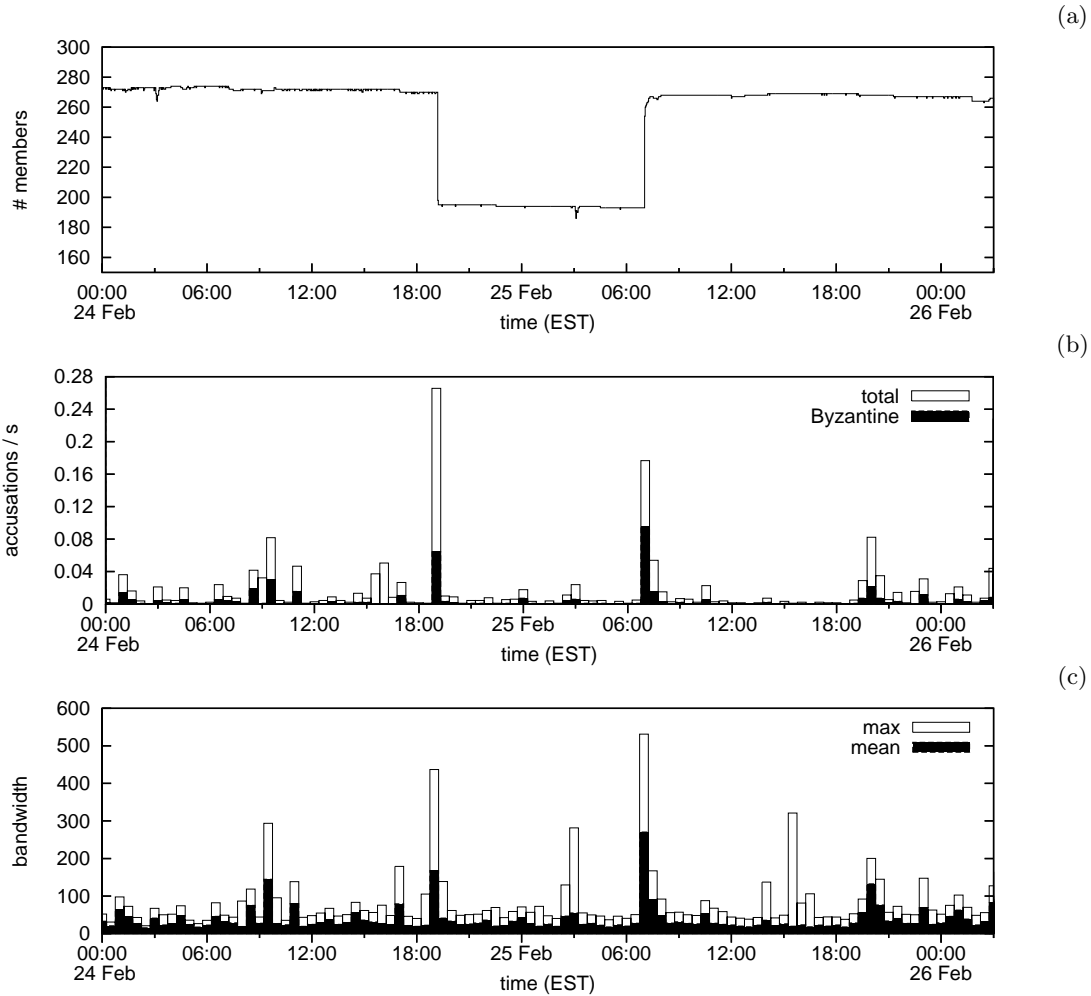 (a)
300
280
260
240
220
200
180
160
# members
00:00 06:00 12:00 18:00 25 Feb 06:00 12:00 18:00 00:00
24 Feb 26 Feb
time (EST)
(b)
0.28
0.24
0.2
0.16
0.12
0.08
0.04
0
accusations / s
total
Byzantine
00:00 06:00 12:00 18:00 25 Feb 06:00 12:00 18:00 00:00
24 Feb 26 Feb
time (EST)
(c)
600
500
400
300
200
100
0
bandwidth
max
mean
00:00 06:00 12:00 18:00 25 Feb 06:00 12:00 18:00 00:00
24 Feb 26 Feb
time (EST)